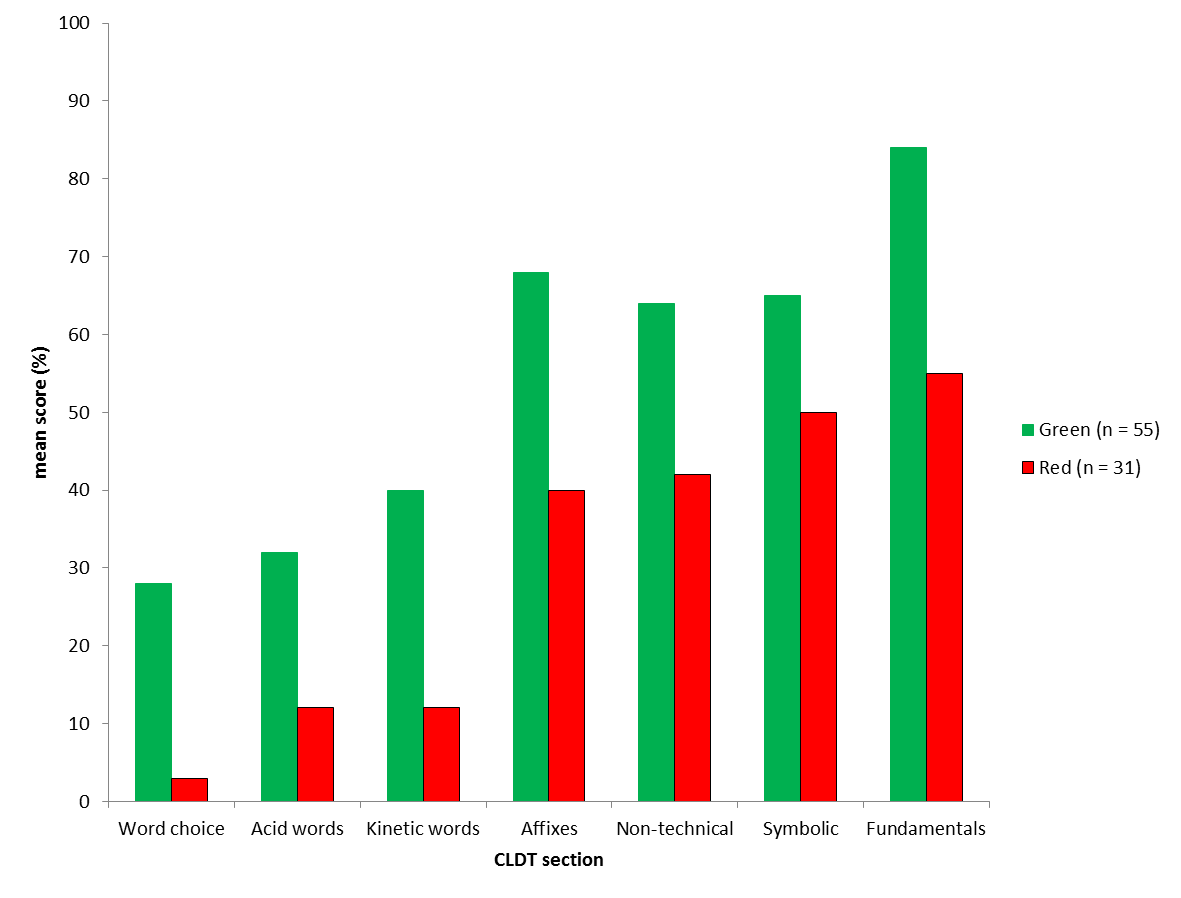 100
90
80
70
60
50
40
30
20
10
0
mean score (%)
Word choice Acid words Kinetic words Affixes Non-technical Symbolic Fundamentals
CLDT section
Green (n = 55)
Red (n = 31)